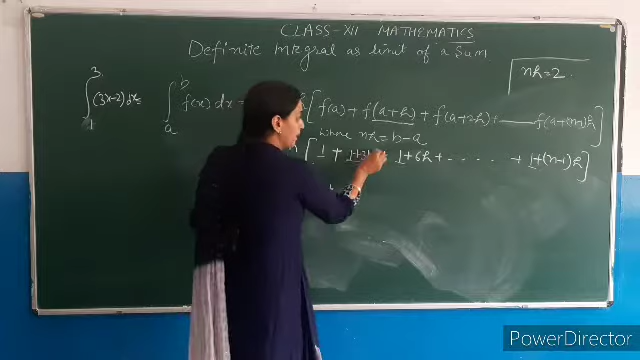 CLASS-XII MATHEMATICS
Definite Integral as limit of a Sum
nh=2
∫₁³ (3x-2)dx=
∫ₐᵇ f(x) dx = [f(a) + f(a+h) + f(a+2h) + ——— f(a+(n-1)h]
where nh = b-a
[1 + 1+3h + 1+6h + . . . . + 1+(n-1)h]
PowerDirector